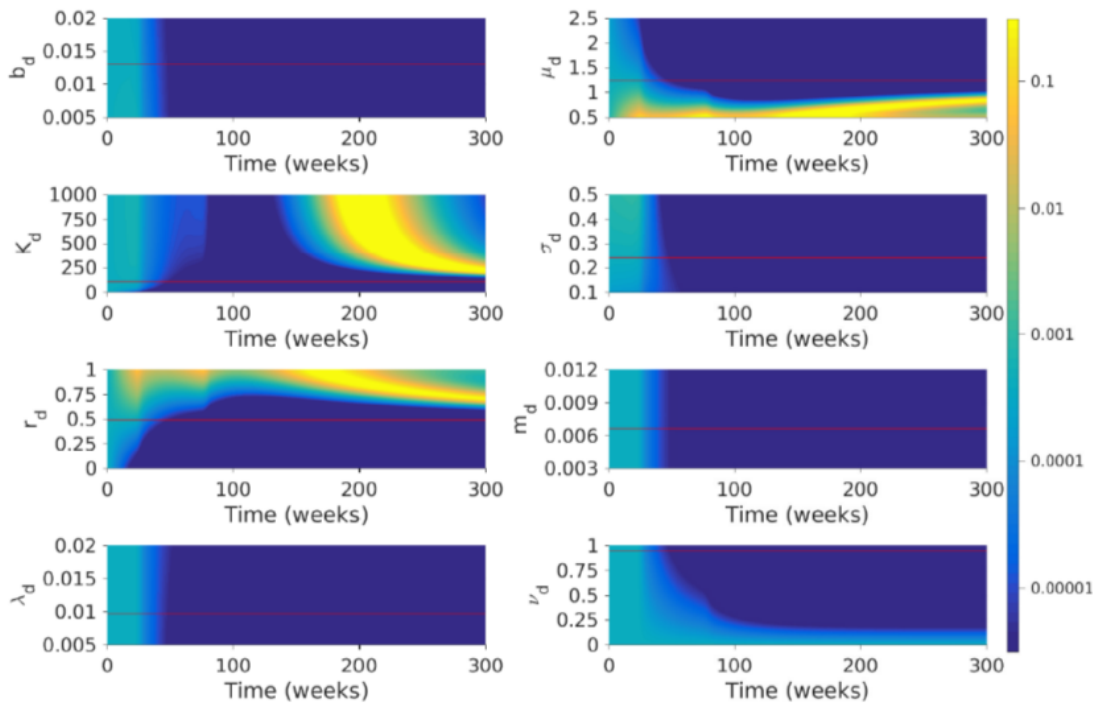 b_d
0.02
0.015
0.01
0.005
0 100 200 300
Time (weeks)
μ_d
2.5
2
1.5
1
0.5
0 100 200 300
Time (weeks)
K_d
1000
750
500
250
0
0 100 200 300
Time (weeks)
σ_d
0.5
0.4
0.3
0.2
0.1
0 100 200 300
Time (weeks)
r_d
1
0.75
0.5
0.25
0
0 100 200 300
Time (weeks)
m_d
0.012
0.009
0.006
0.003
0 100 200 300
Time (weeks)
λ_d
0.02
0.015
0.01
0.005
0 100 200 300
Time (weeks)
ν_d
1
0.75
0.5
0.25
0
0 100 200 300
Time (weeks)
0.1
0.01
0.001
0.0001
0.00001